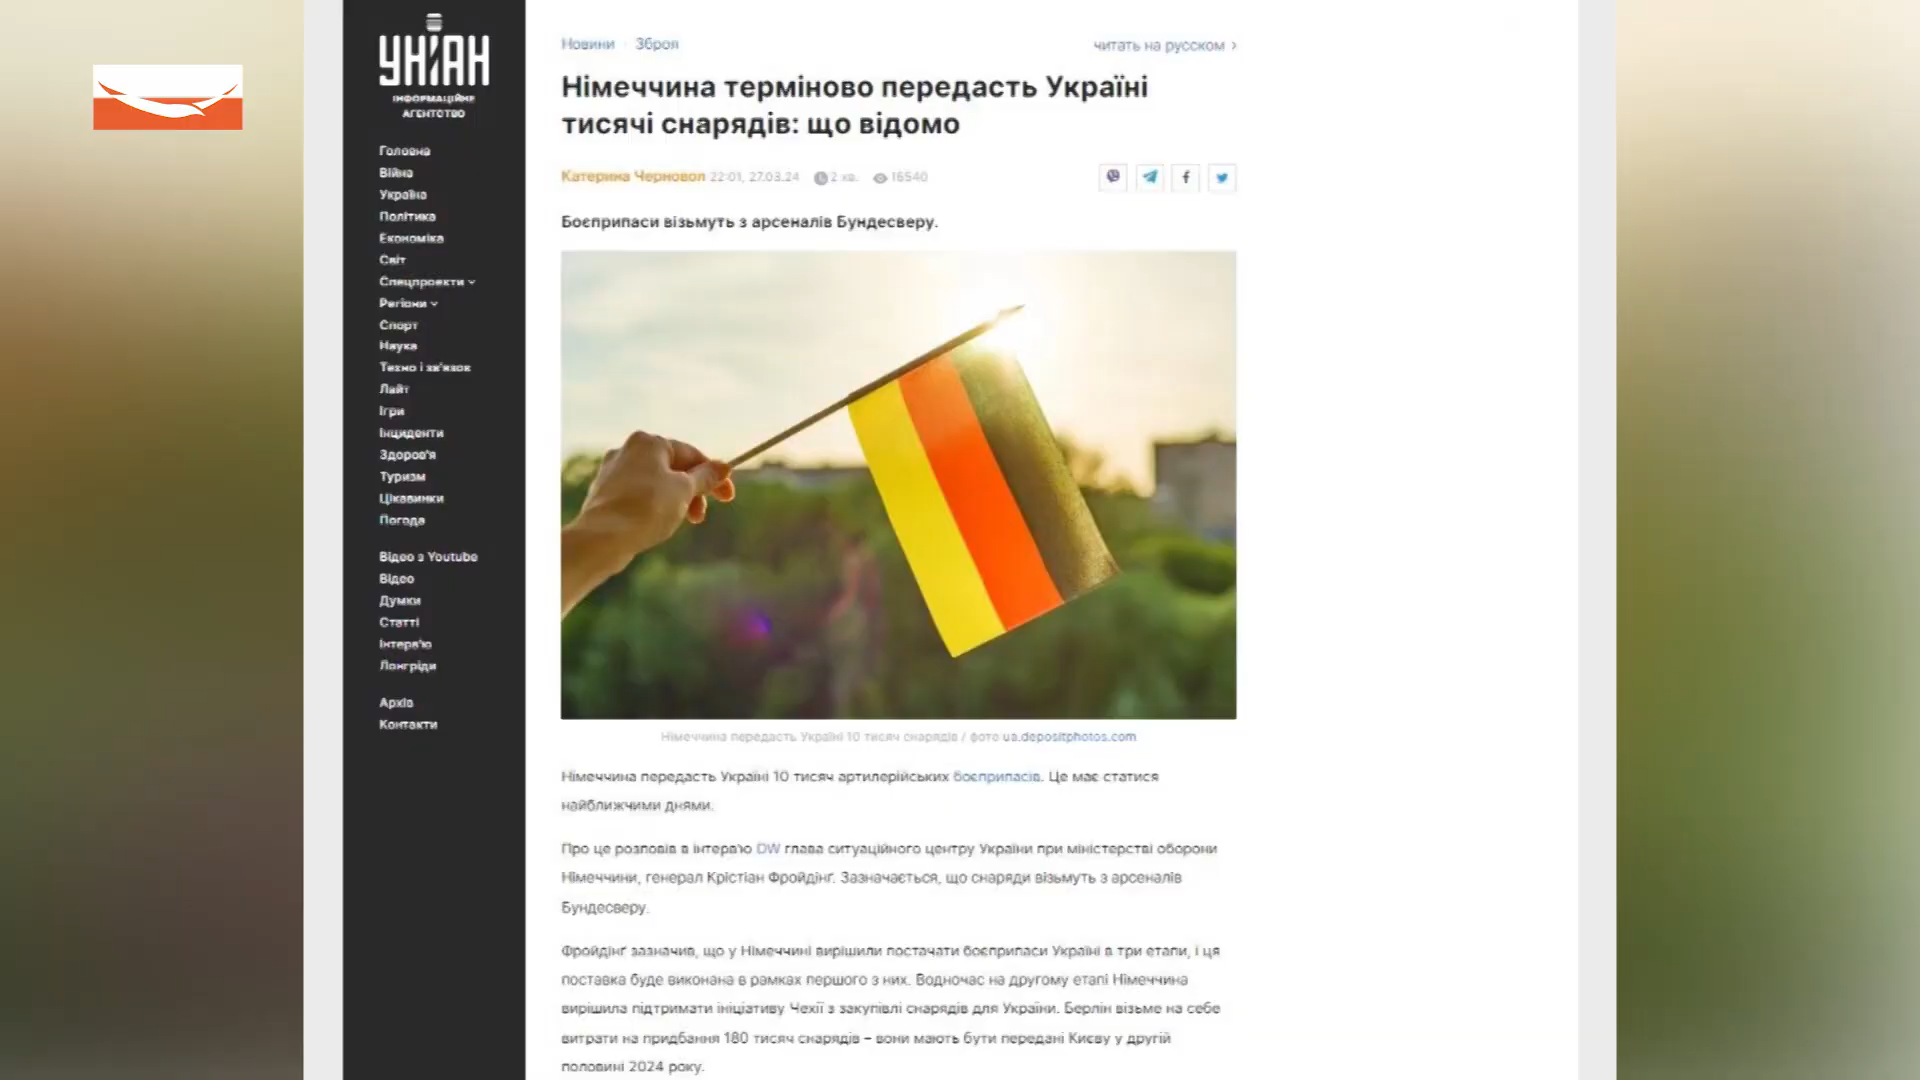 УНІАН
ІНФОРМАЦІЙНЕ
АГЕНТСТВО
Головна
Війна
Україна
Політика
Економіка
Світ
Спецпроекти
Регіони
Спорт
Наука
Техно і зв'язок
Лайт
Ігри
Інциденти
Здоров'я
Туризм
Цікавинки
Погода
Відео з Youtube
Відео
Думки
Статті
Інтерв'ю
Лонгріди
Архів
Контакти
Новини Зброя
читать на русском
Німеччина терміново передасть Україні
тисячі снарядів: що відомо
Катерина Черновол 22:01, 27.03.24 2 хв. 16540
Боєприпаси візьмуть з арсеналів Бундесверу.
Німеччина передасть Україні 10 тисяч снарядів / фото ua.depositphotos.com
Німеччина передасть Україні 10 тисяч артилерійських боєприпасів. Це має статися
найближчими днями.
Про це розповів в інтерв'ю DW глава ситуаційного центру України при міністерстві оборони
Німеччини, генерал Крістіан Фройдінг. Зазначається, що снаряди візьмуть з арсеналів
Бундесверу.
Фройдінг зазначив, що у Німеччині вирішили постачати боєприпаси Україні в три етапи, і ця
поставка буде виконана в рамках першого з них. Водночас на другому етапі Німеччина
вирішила підтримати ініціативу Чехії з закупівлі снарядів для України. Берлін візьме на себе
витрати на придбання 180 тисяч снарядів – вони мають бути передані Києву у другій
половині 2024 року.